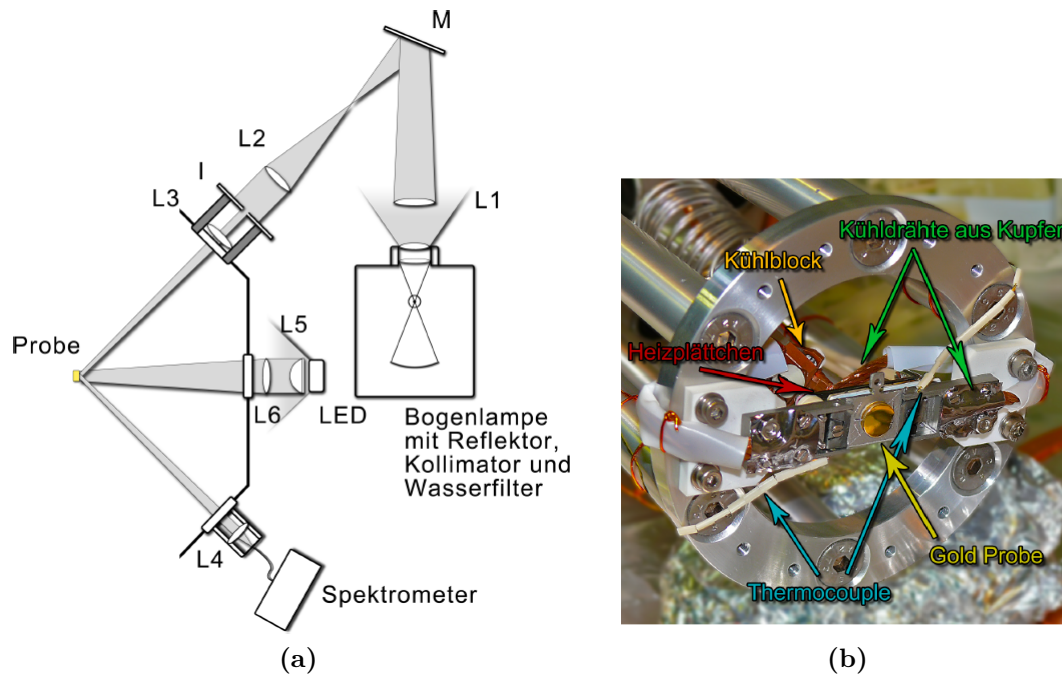 M
L2
I
L3
L1
Probe
L5
L6
LED
Bogenlampe
mit Reflektor,
Kollimator und
Wasserfilter
L4
Spektrometer
(a)
Kühldrähte aus Kupfer
Kühlblock
Heizplättchen
Gold Probe
Thermocouple
(b)